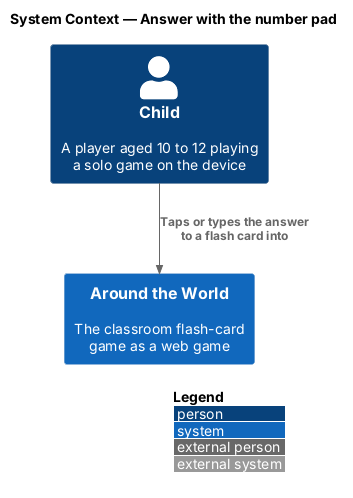 System Context — Answer with the number pad
Child
A player aged 10 to 12 playing
a solo game on the device
Taps or types the answer
to a flash card into
Around the World
The classroom flash-card
game as a web game
Legend
person
system
external person
external system